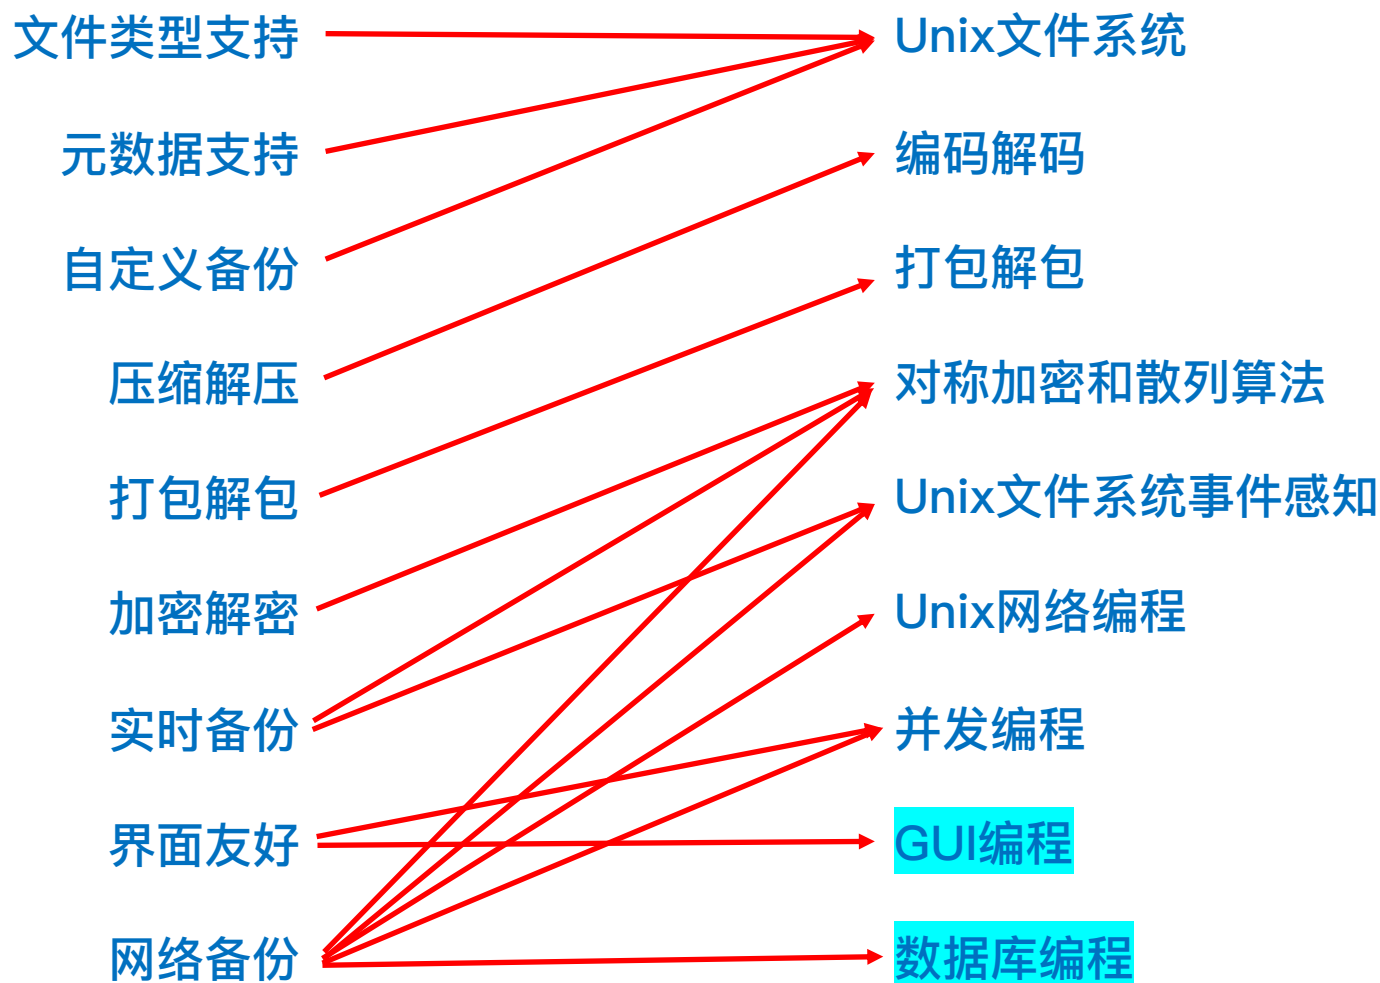 文件类型支持
元数据支持
自定义备份
压缩解压
打包解包
加密解密
实时备份
界面友好
网络备份
Unix文件系统
编码解码
打包解包
对称加密和散列算法
Unix文件系统事件感知
Unix网络编程
并发编程
GUI编程
数据库编程